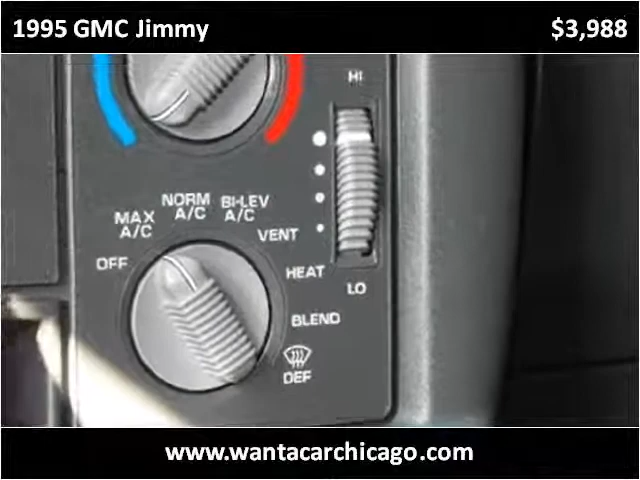 1995 GMC Jimmy $3,988
HI
NORM BI-LEV
A/C A/C
MAX
A/C
VENT
OFF
HEAT
LO
BLEND
DEF
www.wantacarchicago.com